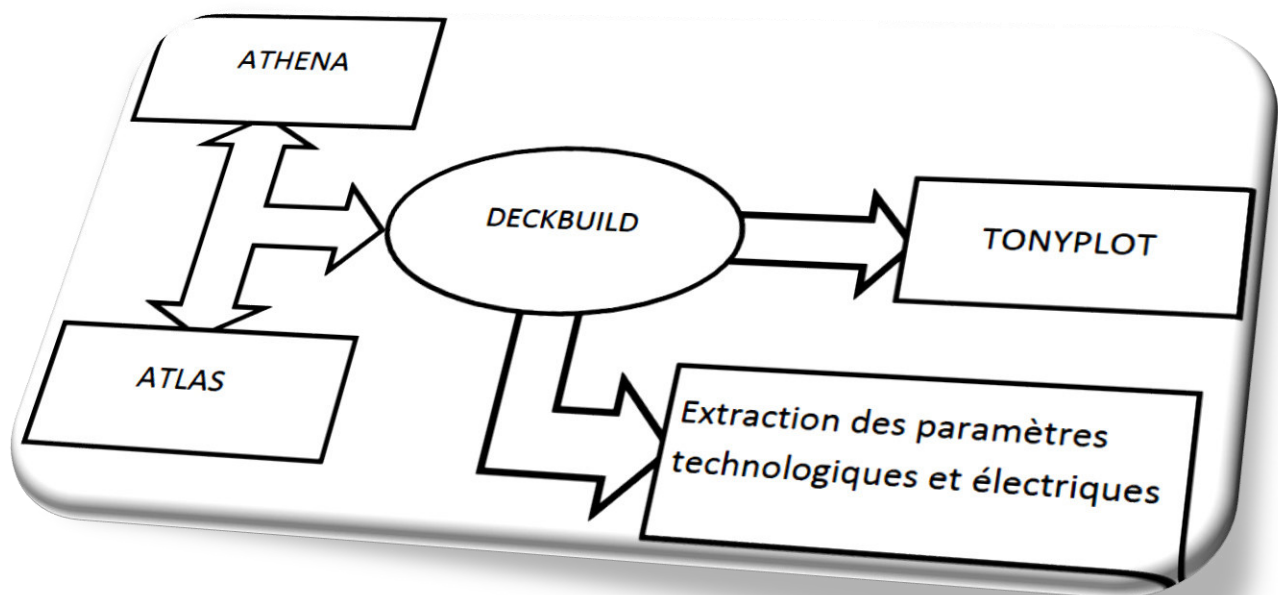 ATHENA
DECKBUILD
TONYPLOT
ATLAS
Extraction des paramètres
technologiques et électriques